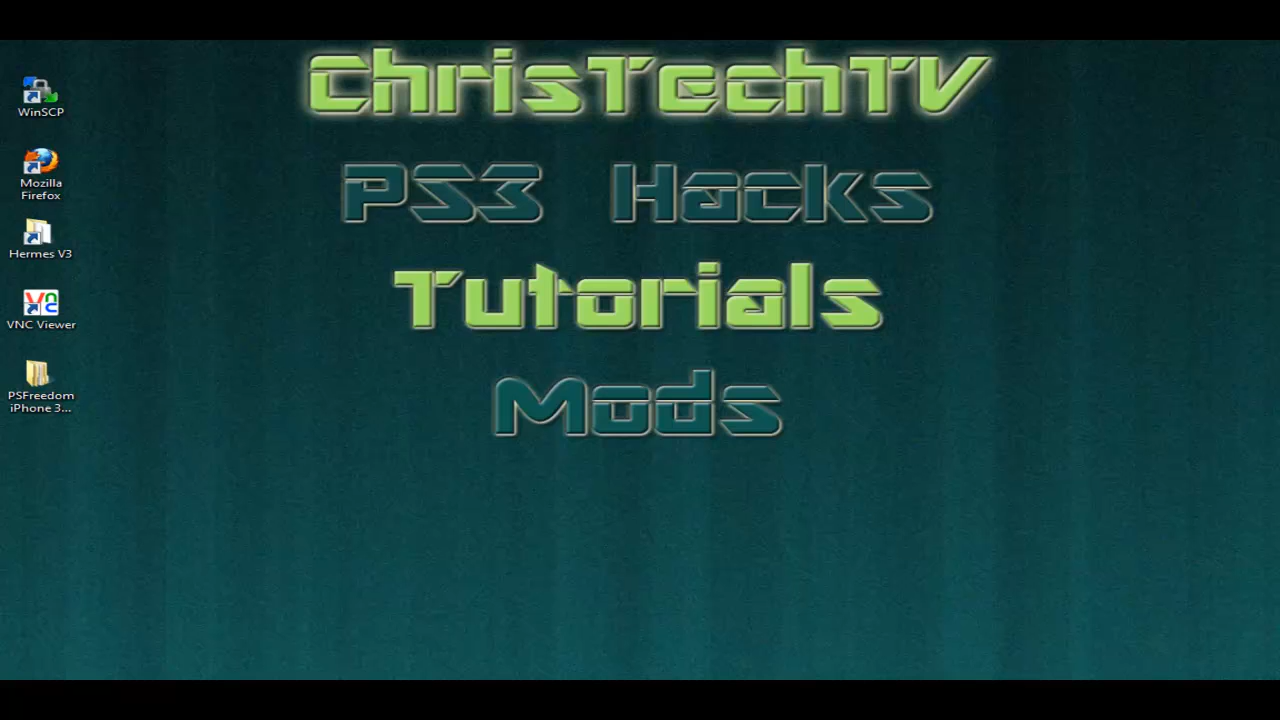 ChrisTechTV
PS3 Hacks
Tutorials
Mods
WinSCP
Mozilla
Firefox
Hermes V3
VNC Viewer
PSFreedom
iPhone 3...